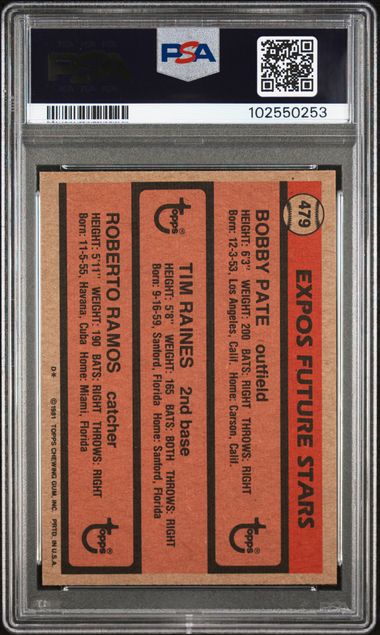 PSA
PSA
102550253
479
EXPOS FUTURE STARS
BOBBY PATE outfield
HEIGHT: 6'3" WEIGHT: 200 BATS: RIGHT THROWS: RIGHT
Born: 12-3-53, Los Angeles, Calif Home: Carson, Calif.
Topps
Topps
TIM RAINES 2nd base
HEIGHT: 5'8" WEIGHT: 165 BATS: BOTH THROWS: RIGHT
Born: 9-16-59, Sanford, Florida Home: Sanford, Florida
ROBERTO RAMOS catcher
HEIGHT: 5'11" WEIGHT: 190 BATS: RIGHT THROWS: RIGHT
Born: 11-5-55, Havana, Cuba Home: Miami, Florida
Topps
D* © 1981 TOPPS CHEWING GUM, INC. PRTD. IN U.S.A.